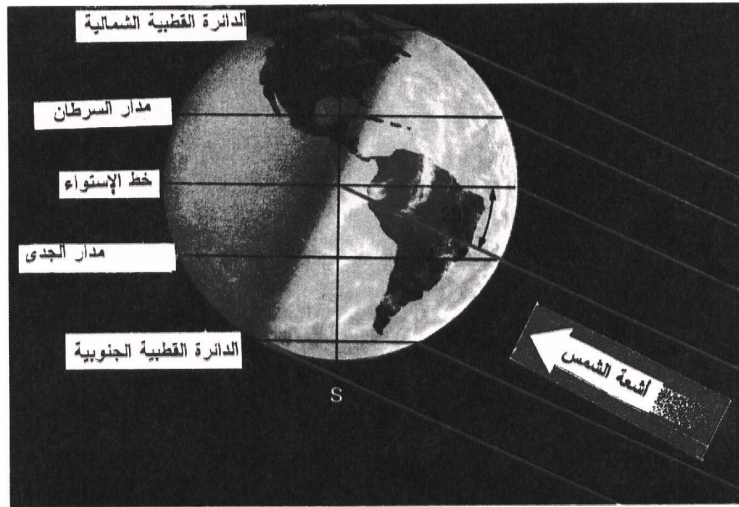 الدائرة القطبية الشمالية
مدار السرطان
خط الإستواء
مدار الجدى
الدائرة القطبية الجنوبية
أشعة الشمس
S